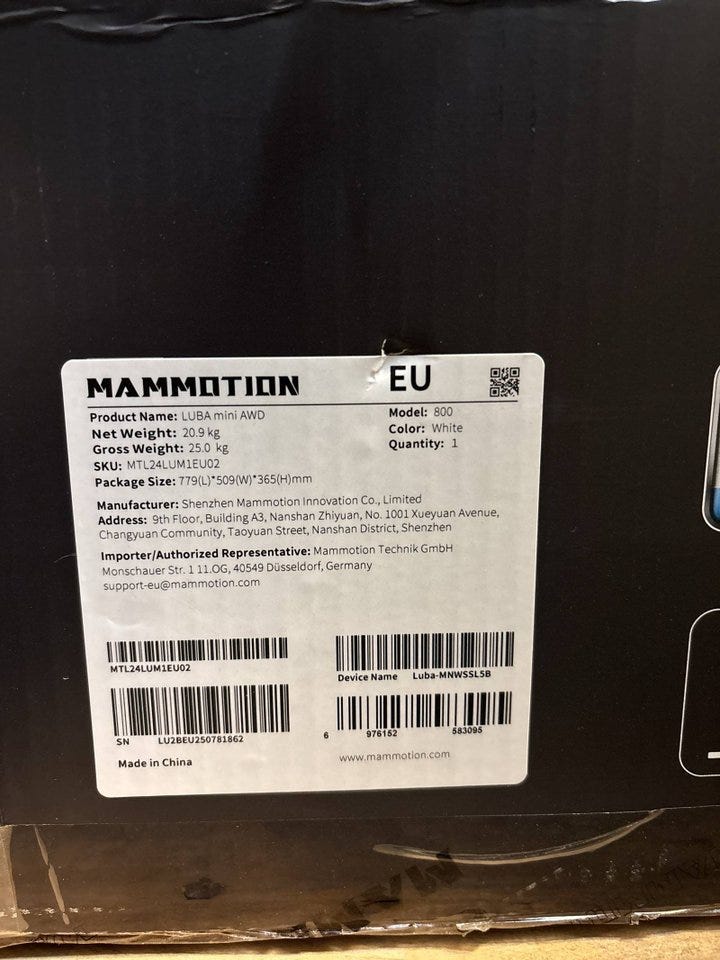 MAMMOTION EU
Product Name: LUBA mini AWD
Model: 800
Net Weight: 20.9 kg
Color: White
Gross Weight: 25.0 kg
Quantity: 1
SKU: MTL24LUM1EU02
Package Size: 779(L)*509(W)*365(H)mm
Manufacturer: Shenzhen Mammotion Innovation Co., Limited
Address: 9th Floor, Building A3, Nanshan Zhiyuan, No. 1001 Xueyuan Avenue,
Changyuan Community, Taoyuan Street, Nanshan District, Shenzhen
Importer/Authorized Representative: Mammotion Technik GmbH
Monschauer Str. 1 11.OG, 40549 Düsseldorf, Germany
support-eu@mammotion.com
MTL24LUM1EU02
Device Name Luba-MNWSSL5B
SN LU2BEU250781862
6 976152 583095
Made in China
www.mammotion.com